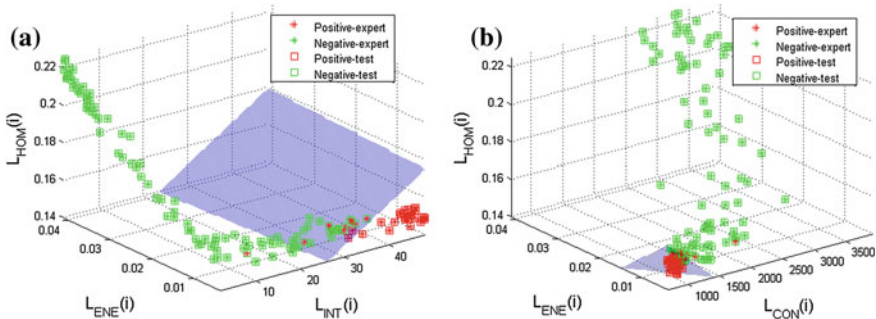 (a)
Positive-expert
Negative-expert
Positive-test
Negative-test
0.22
0.2
0.18
0.16
0.14
L_HOM(i)
0.04
0.03
0.02
0.01
L_ENE(i)
10
20
30
40
L_INT(i)
(b)
Positive-expert
Negative-expert
Positive-test
Negative-test
0.22
0.2
0.18
0.16
0.14
L_HOM(i)
0.04
0.03
0.02
0.01
L_ENE(i)
1000
1500
2000
2500
3000
3500
L_CON(i)